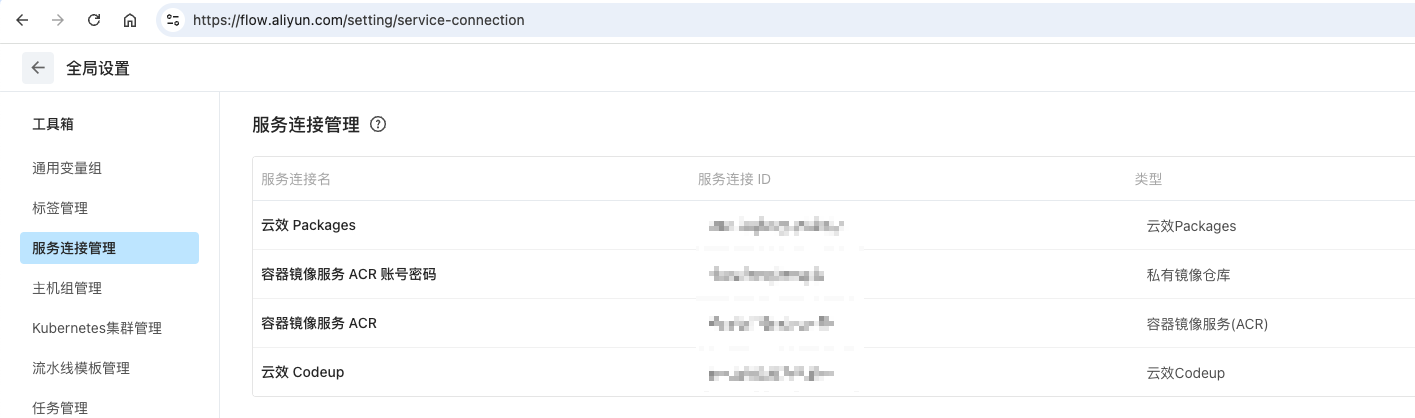 https://flow.aliyun.com/setting/service-connection
全局设置
工具箱
通用变量组
标签管理
服务连接管理
主机组管理
Kubernetes集群管理
流水线模板管理
任务管理
服务连接管理 ?
服务连接名 服务连接 ID 类型
云效 Packages 云效Packages
容器镜像服务 ACR 账号密码 私有镜像仓库
容器镜像服务 ACR 容器镜像服务(ACR)
云效 Codeup 云效Codeup